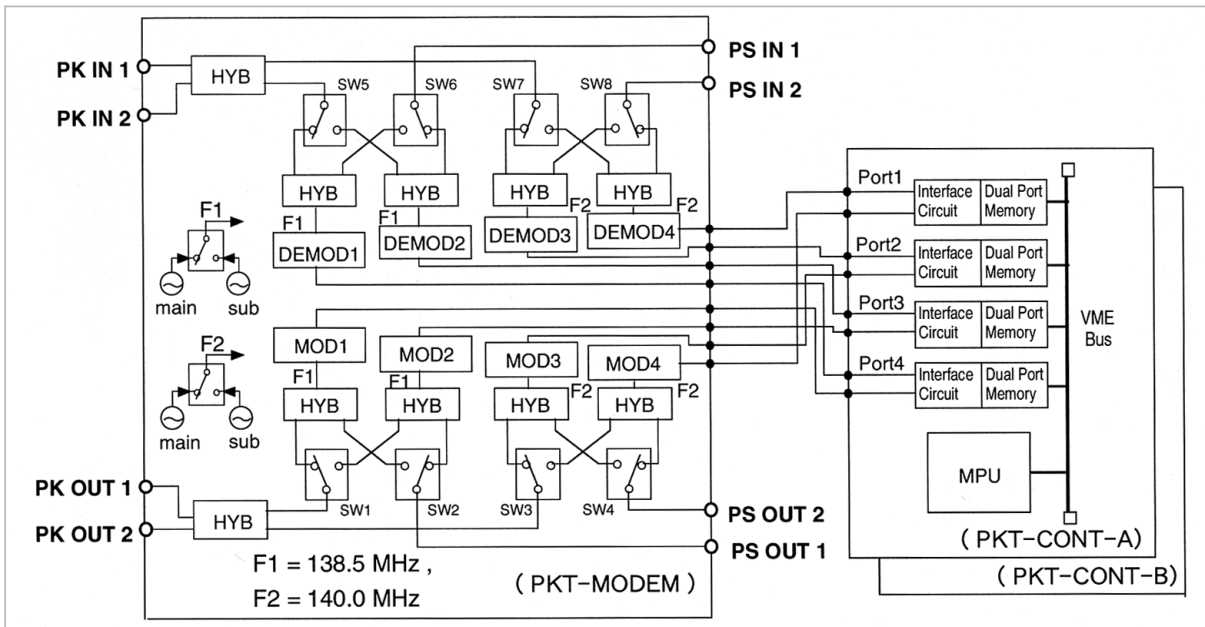 PK IN 1
PK IN 2
HYB
PS IN 1
PS IN 2
SW5
SW6
SW7
SW8
HYB
HYB
HYB
HYB
F1
F1
F2
F2
DEMOD1
DEMOD2
DEMOD3
DEMOD4
F1
main
sub
F2
main
sub
MOD1
MOD2
MOD3
MOD4
F1
F1
F2
F2
HYB
HYB
HYB
HYB
SW1
SW2
SW3
SW4
PK OUT 1
PK OUT 2
HYB
PS OUT 2
PS OUT 1
F1 = 138.5 MHz ,
F2 = 140.0 MHz
( PKT-MODEM )
Port1
Interface
Circuit
Dual Port
Memory
Port2
Interface
Circuit
Dual Port
Memory
Port3
Interface
Circuit
Dual Port
Memory
Port4
Interface
Circuit
Dual Port
Memory
VME
Bus
MPU
( PKT-CONT-A )
( PKT-CONT-B )